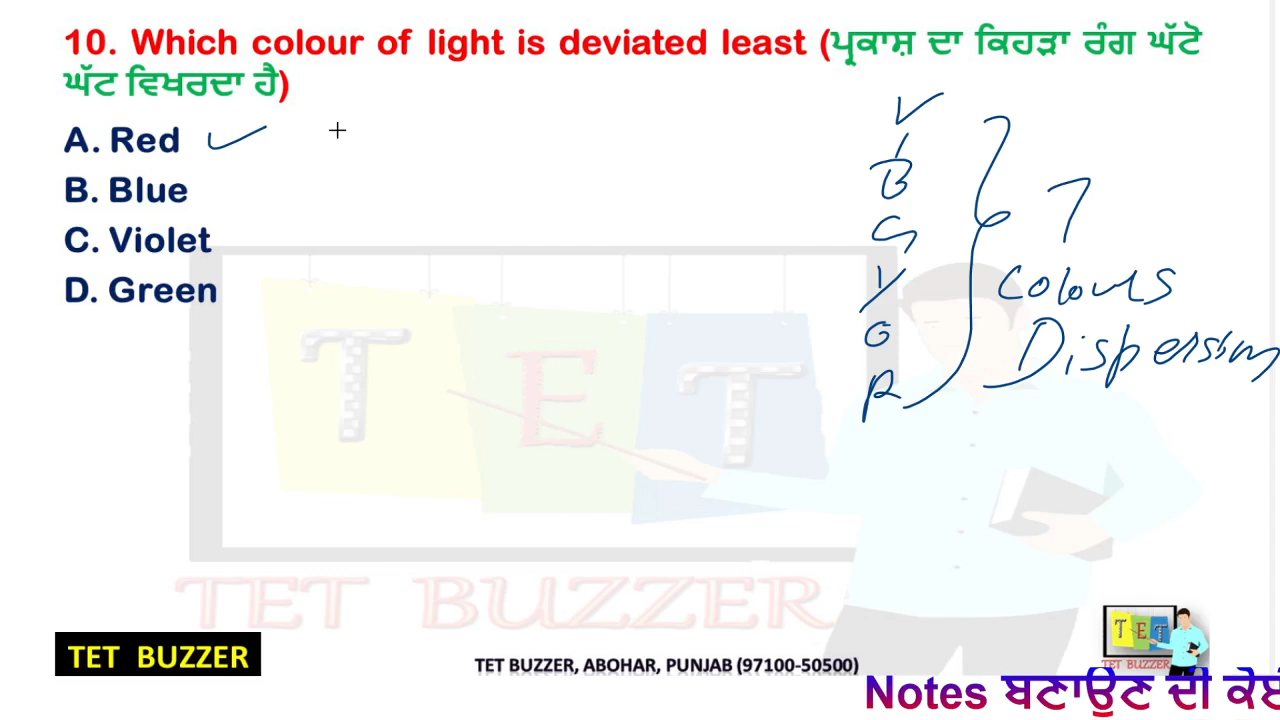 10. Which colour of light is deviated least (ਪ੍ਰਕਾਸ਼ ਦਾ ਕਿਹੜਾ ਰੰਗ ਘੱਟੋ
ਘੱਟ ਵਿਖਰਦਾ ਹੈ)
A. Red
B. Blue
C. Violet
D. Green
V
I
B
G
Y
O
R
7
Colours
Dispersion
T E T
TET BUZZER
TET BUZZER
TET BUZZER, ABOHAR, PUNJAB (97100-50500)
T E T
TET BUZZER
Notes ਬਣਾਉਣ ਦੀ ਕੋਈ